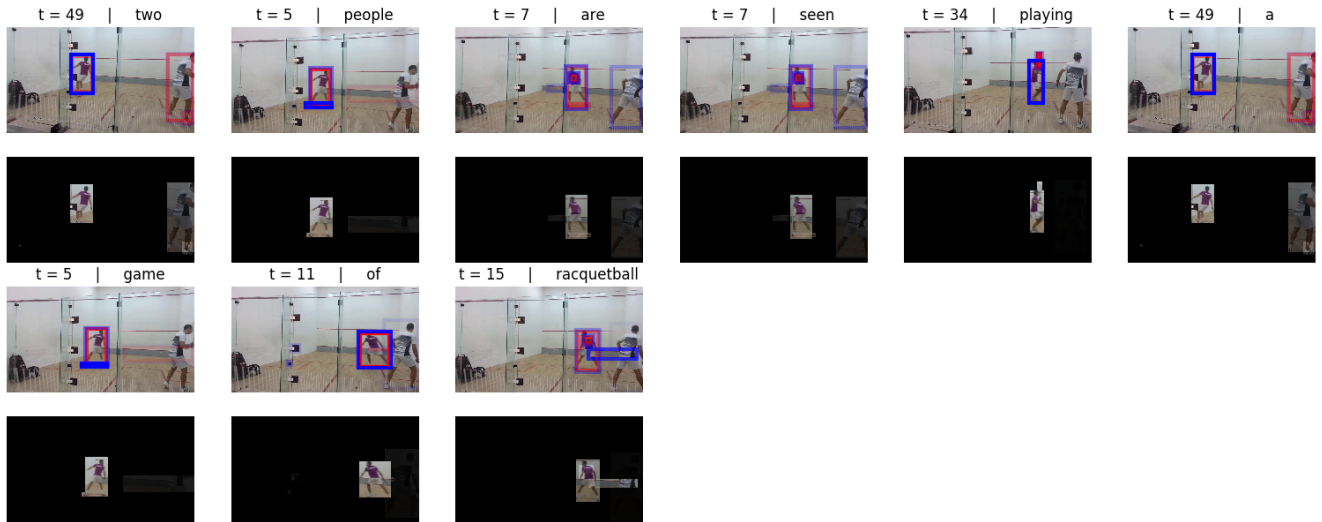 t = 49 | two
t = 5 | people
t = 7 | are
t = 7 | seen
t = 34 | playing
t = 49 | a
t = 5 | game
t = 11 | of
t = 15 | racquetball